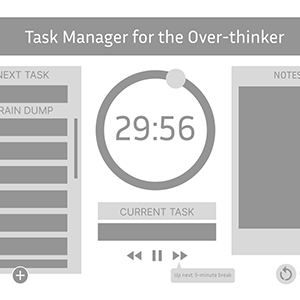 Task Manager for the Over-thinker
NEXT TASK
RAIN DUMP
29:56
CURRENT TASK
Up next: 5-minute break
NOTES